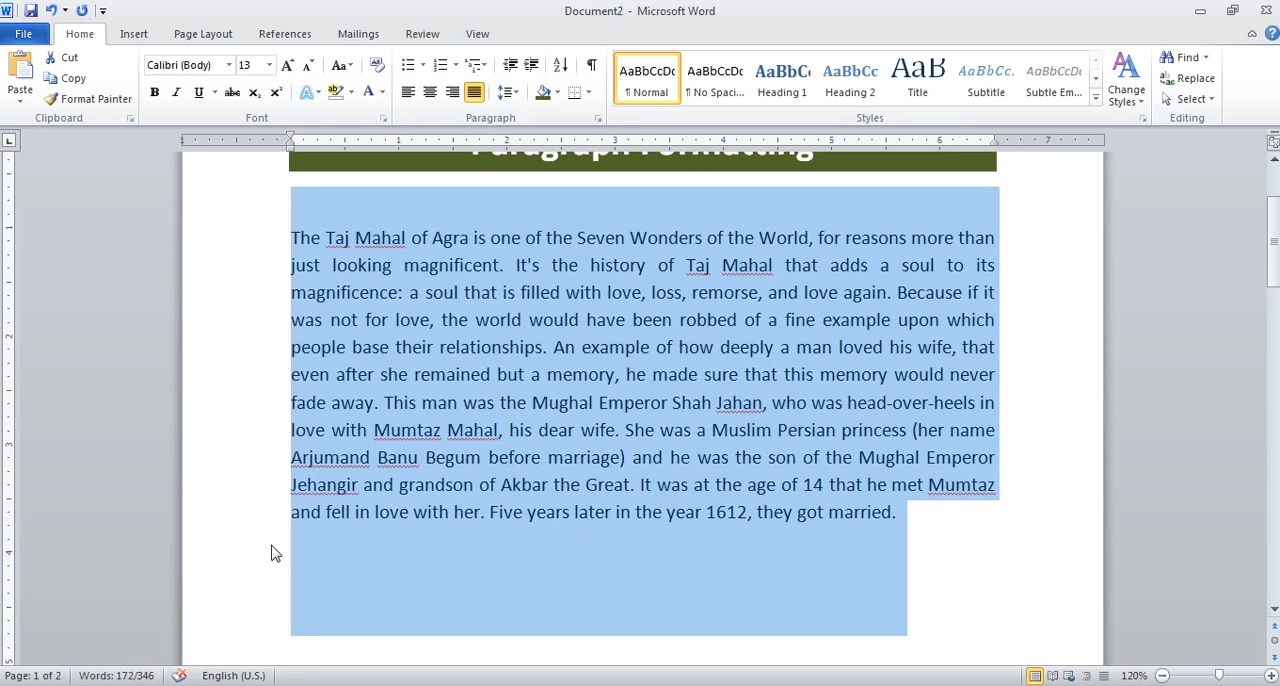 Document2 - Microsoft Word
File Home Insert Page Layout References Mailings Review View
Cut
Copy
Format Painter
Paste
Clipboard
Calibri (Body) 13
Font
Paragraph
AaBbCcDc AaBbCcDc AaBbCc AaBbCc AaB AaBbCc. AaBbCcDc
¶ Normal ¶ No Spaci... Heading 1 Heading 2 Title Subtitle Subtle Em...
Change
Styles
Styles
Find
Replace
Select
Editing
1 1 2 3 4 5 6 7
Paragraph Formatting
The Taj Mahal of Agra is one of the Seven Wonders of the World, for reasons more than
just looking magnificent. It's the history of Taj Mahal that adds a soul to its
magnificence: a soul that is filled with love, loss, remorse, and love again. Because if it
was not for love, the world would have been robbed of a fine example upon which
people base their relationships. An example of how deeply a man loved his wife, that
even after she remained but a memory, he made sure that this memory would never
fade away. This man was the Mughal Emperor Shah Jahan, who was head-over-heels in
love with Mumtaz Mahal, his dear wife. She was a Muslim Persian princess (her name
Arjumand Banu Begum before marriage) and he was the son of the Mughal Emperor
Jehangir and grandson of Akbar the Great. It was at the age of 14 that he met Mumtaz
and fell in love with her. Five years later in the year 1612, they got married.
Page: 1 of 2 Words: 172/346 English (U.S.) 120%